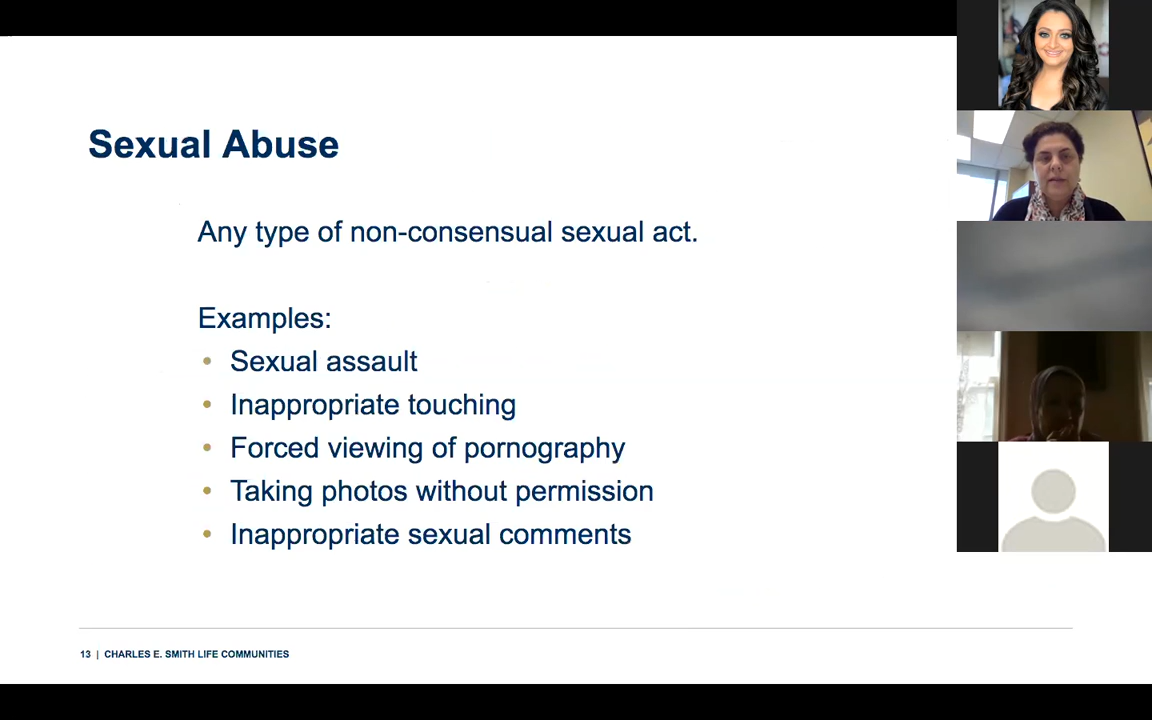 Sexual Abuse
Any type of non-consensual sexual act.
Examples:
• Sexual assault
• Inappropriate touching
• Forced viewing of pornography
• Taking photos without permission
• Inappropriate sexual comments
13 | CHARLES E. SMITH LIFE COMMUNITIES